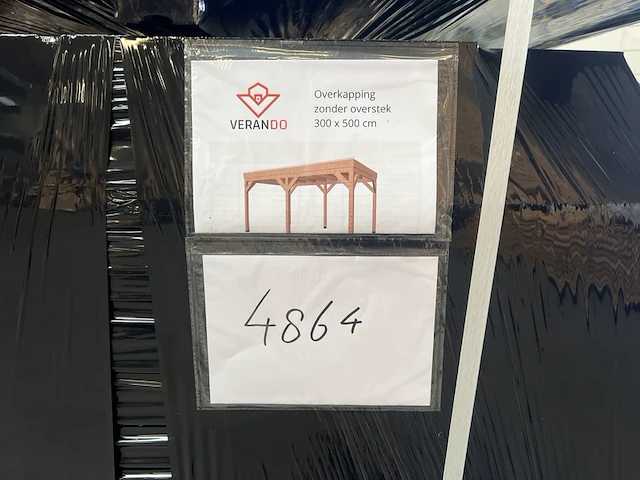 Overkapping
zonder overstek
300 x 500 cm
VERANDO
4864